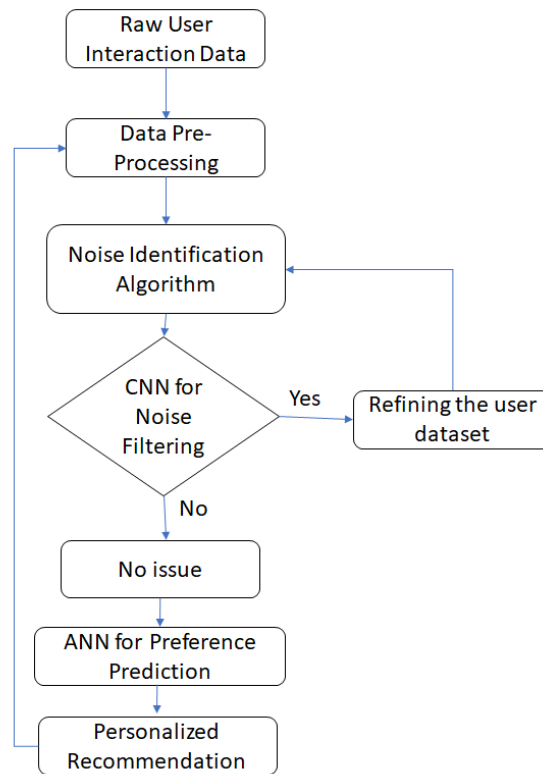 Raw User
Interaction Data
Data Pre-
Processing
Noise Identification
Algorithm
CNN for
Noise
Filtering
Yes
Refining the user
dataset
No
No issue
ANN for Preference
Prediction
Personalized
Recommendation